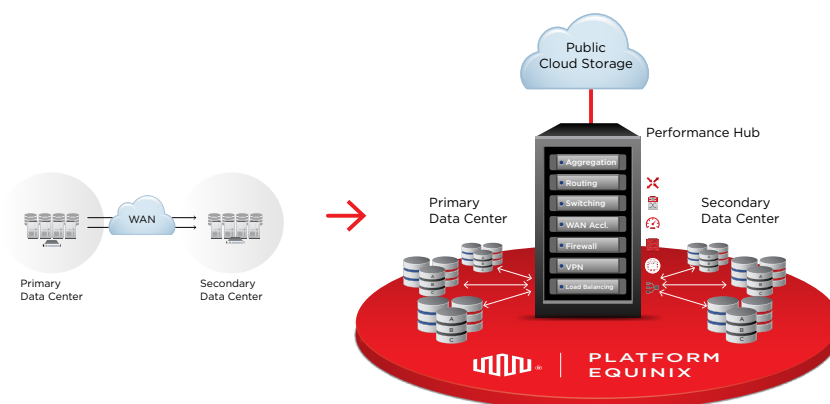 Public
Cloud Storage
Performance Hub
Aggregation
Routing
Switching
WAN Accl.
Firewall
VPN
Load Balancing
Primary
Data Center
Secondary
Data Center
WAN
Primary
Data Center
Secondary
Data Center
A
B
C
A
B
C
A
B
C
A
B
C
A
B
C
A
B
C
PLATFORM
EQUINIX
®